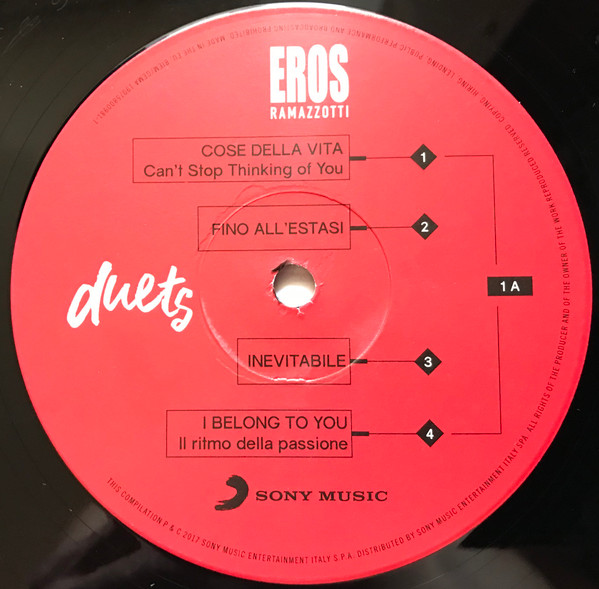 EROS
RAMAZZOTTI
COSE DELLA VITA
Can't Stop Thinking of You
1
FINO ALL'ESTASI
2
duets
1 A
INEVITABILE
3
I BELONG TO YOU
Il ritmo della passione
4
SONY MUSIC
THIS COMPILATION P & C 2017 SONY MUSIC ENTERTAINMENT ITALY S.P.A. DISTRIBUTED BY SONY MUSIC ENTERTAINMENT ITALY SPA ALL RIGHTS OF THE PRODUCER AND OF THE OWNER OF THE WORK REPRODUCED RESERVED. COPYING, HIRING, LENDING, PUBLIC PERFORMANCE AND BROADCASTING PROHIBITED. MADE IN THE EU.